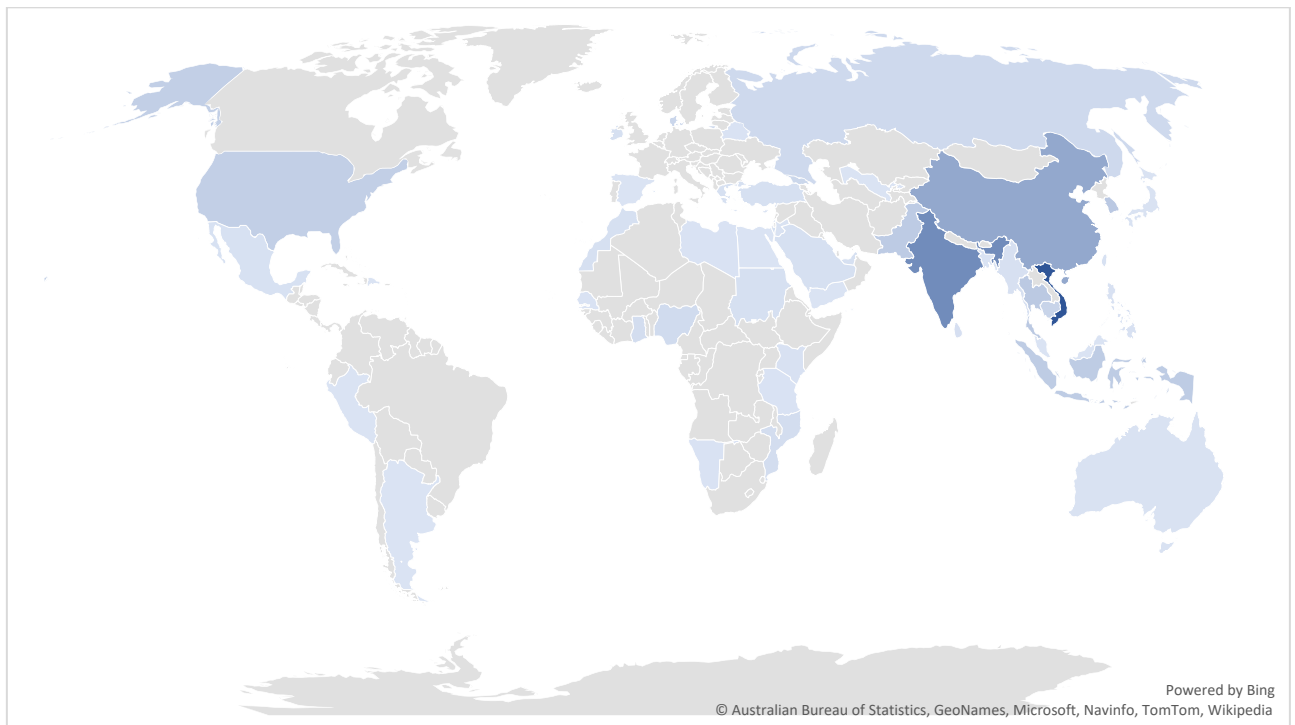 Powered by Bing
© Australian Bureau of Statistics, GeoNames, Microsoft, Navinfo, TomTom, Wikipedia